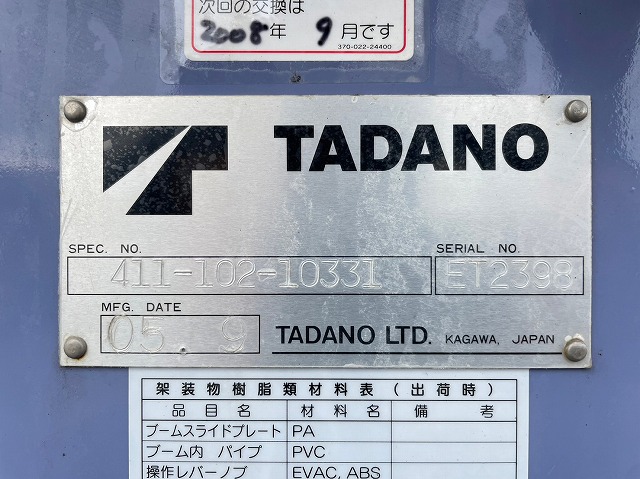 次回の交換は
2008年 9月です
370-022-24400
TADANO
SPEC. NO. SERIAL NO.
411-102-10331 ET2398
MFG. DATE
05. 9 TADANO LTD. KAGAWA, JAPAN
架装物樹脂類材料表(出荷時)
品目名 材料名 備考
ブームスライドプレート PA
ブーム内 パイプ PVC
操作レバーノブ EVAC, ABS